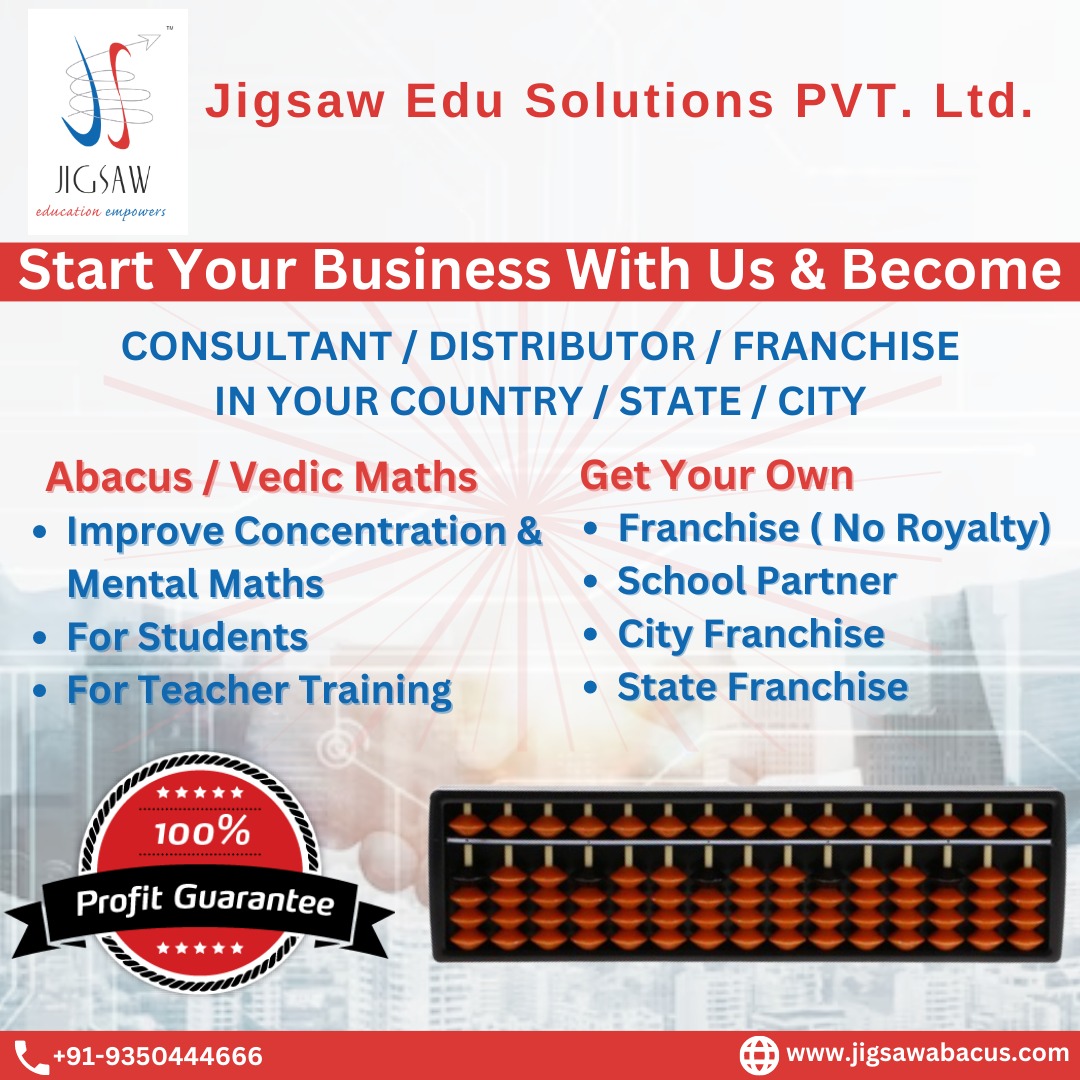 TM
JIGSAW
education empowers
Jigsaw Edu Solutions PVT. Ltd.
Start Your Business With Us & Become
CONSULTANT / DISTRIBUTOR / FRANCHISE
IN YOUR COUNTRY / STATE / CITY
Abacus / Vedic Maths
• Improve Concentration &
Mental Maths
• For Students
• For Teacher Training
Get Your Own
• Franchise ( No Royalty)
• School Partner
• City Franchise
• State Franchise
100%
Profit Guarantee
+91-9350444666
www.jigsawabacus.com